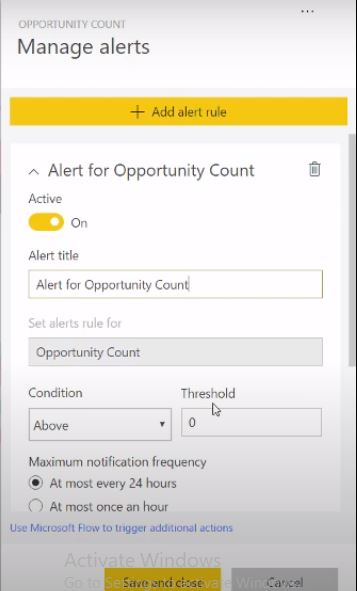 ...
OPPORTUNITY COUNT
Manage alerts
+ Add alert rule
Alert for Opportunity Count
Active
On
Alert title
Alert for Opportunity Count
Set alerts rule for
Opportunity Count
Condition Threshold
Above 0
Maximum notification frequency
At most every 24 hours
At most once an hour
Use Microsoft Flow to trigger additional actions
Activate Windows
Go to
Save and close Cancel